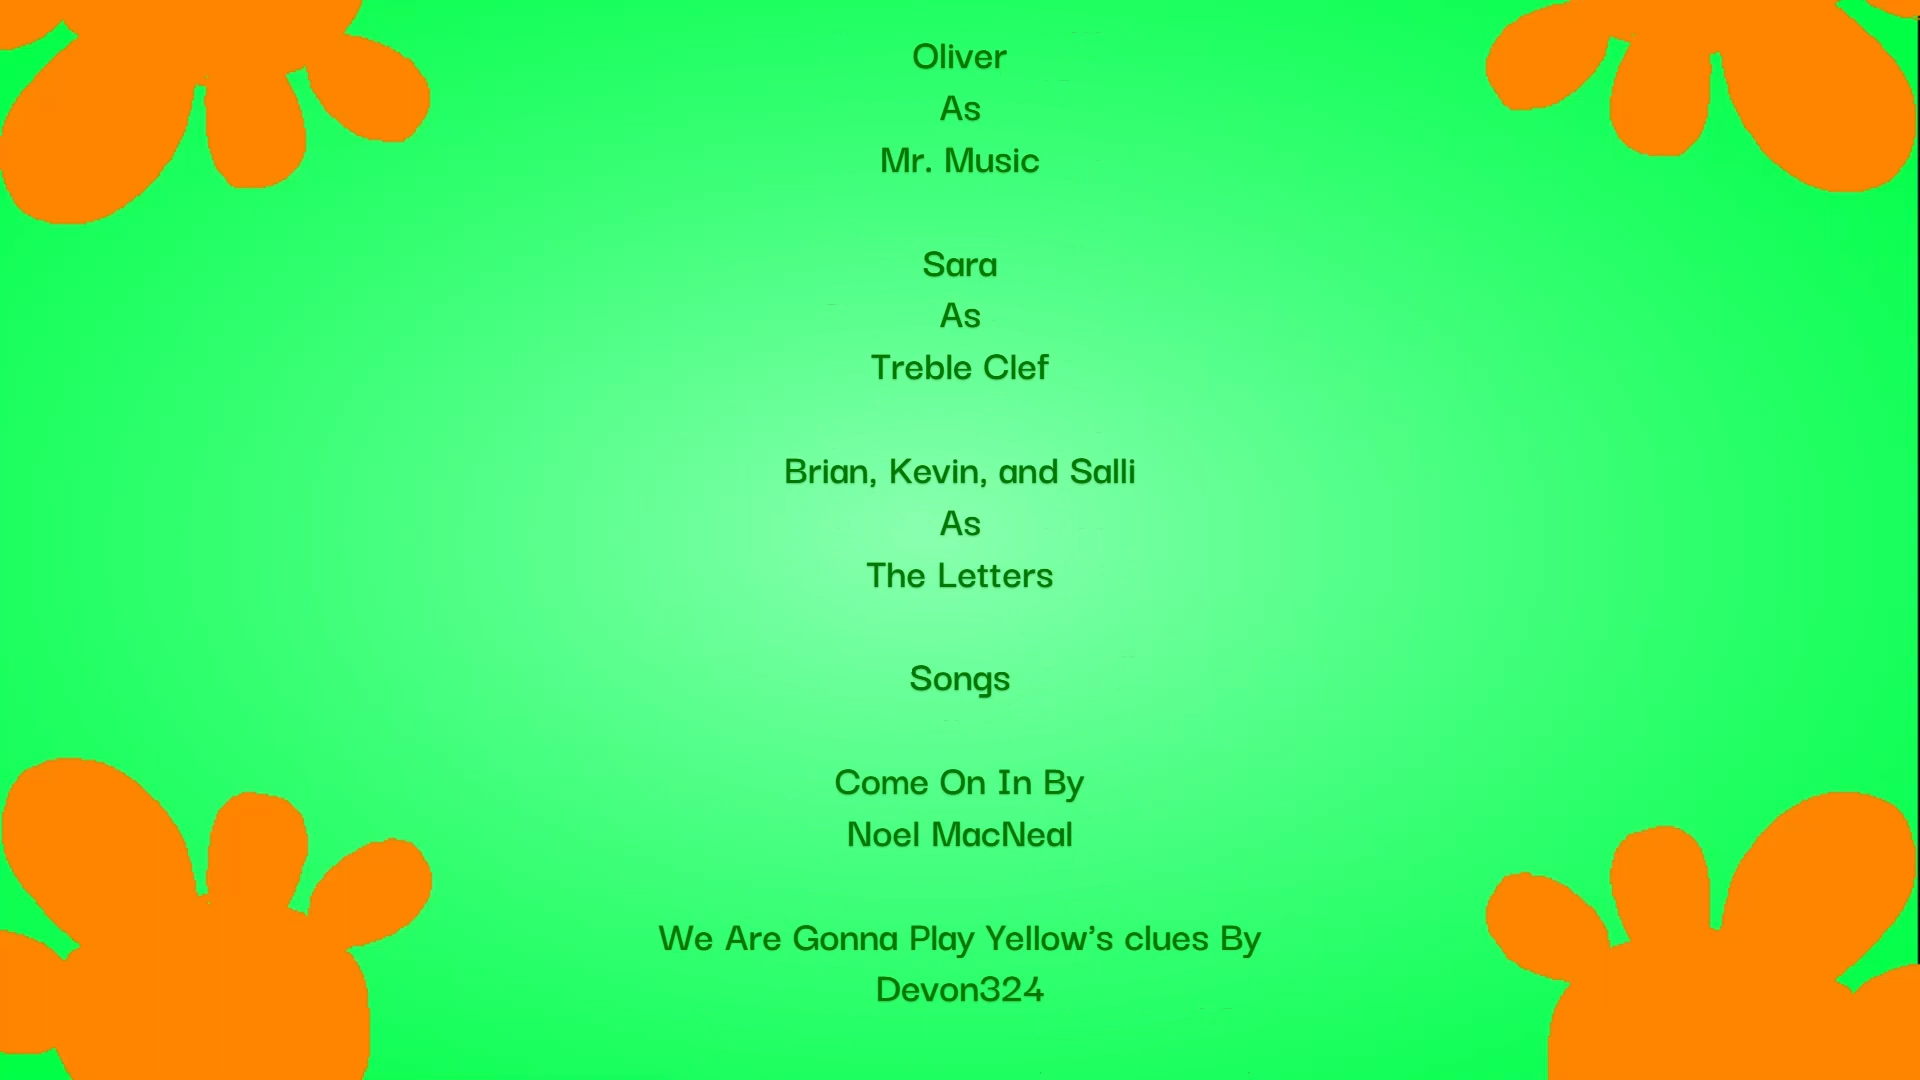 Oliver
As
Mr. Music
Sara
As
Treble Clef
Brian, Kevin, and Salli
As
The Letters
Songs
Come On In By
Noel MacNeal
We Are Gonna Play Yellow's clues By
Devon324